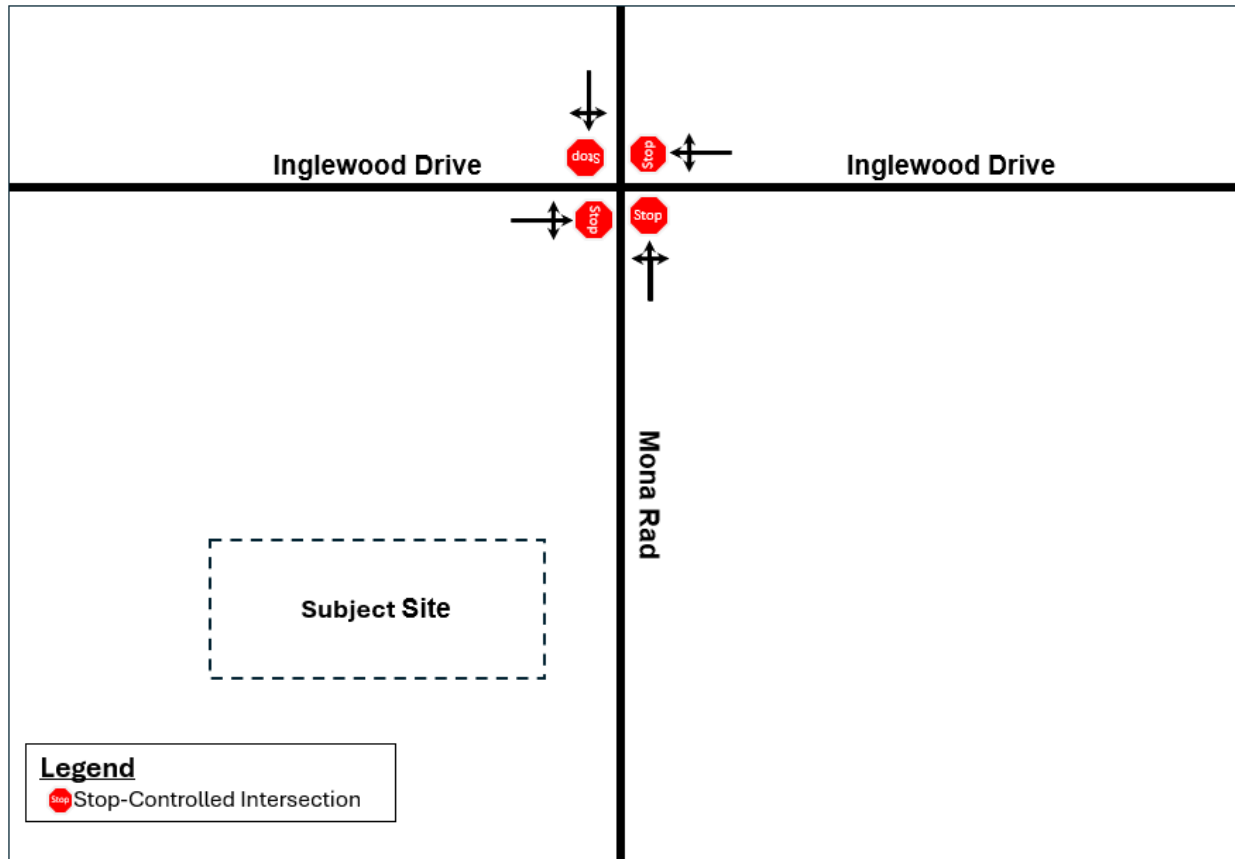 Stop
Stop
Inglewood Drive
Inglewood Drive
Stop
Stop
Mona Rad
Subject Site
Legend
Stop Stop-Controlled Intersection